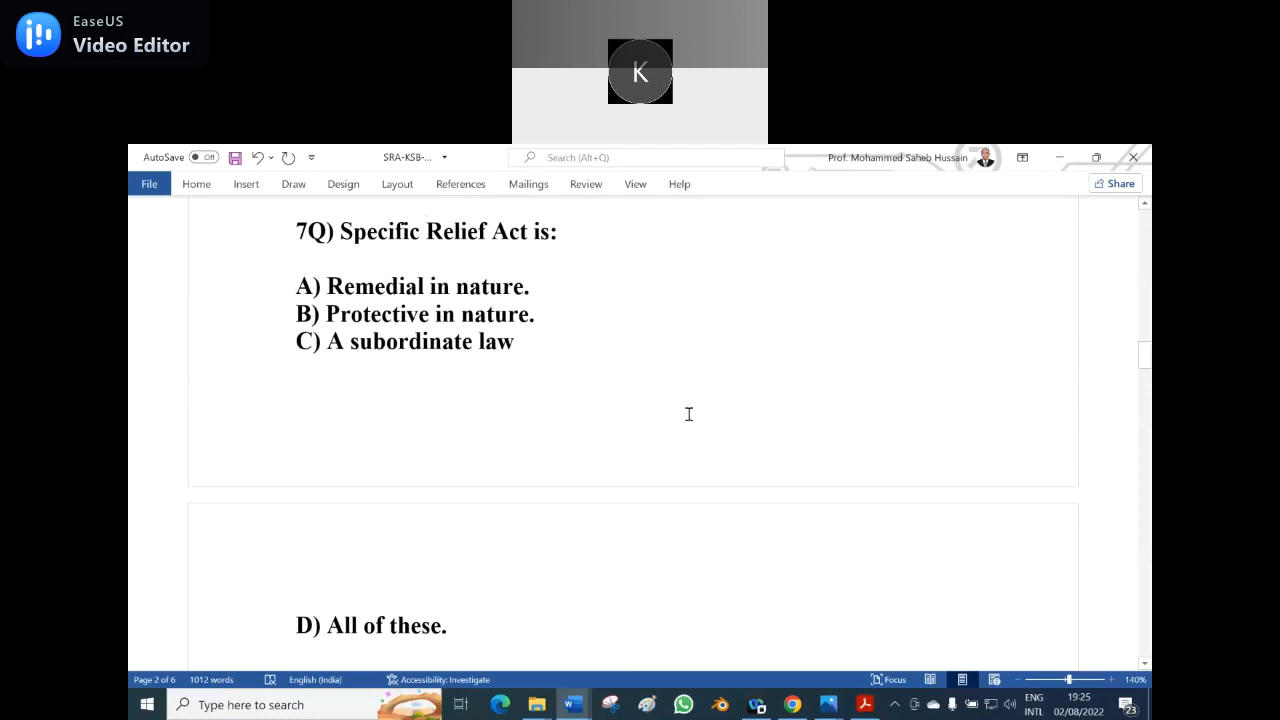 EaseUS
Video Editor
K
AutoSave Off SRA-KSB-... Search (Alt+Q) Prof. Mohammed Saheb Hussain
File Home Insert Draw Design Layout References Mailings Review View Help Share
7Q) Specific Relief Act is:
A) Remedial in nature.
B) Protective in nature.
C) A subordinate law
D) All of these.
Page 2 of 6 1012 words English (India) Accessibility: Investigate Focus 140%
Type here to search ENG 19:25
INTL 02/08/2022 23